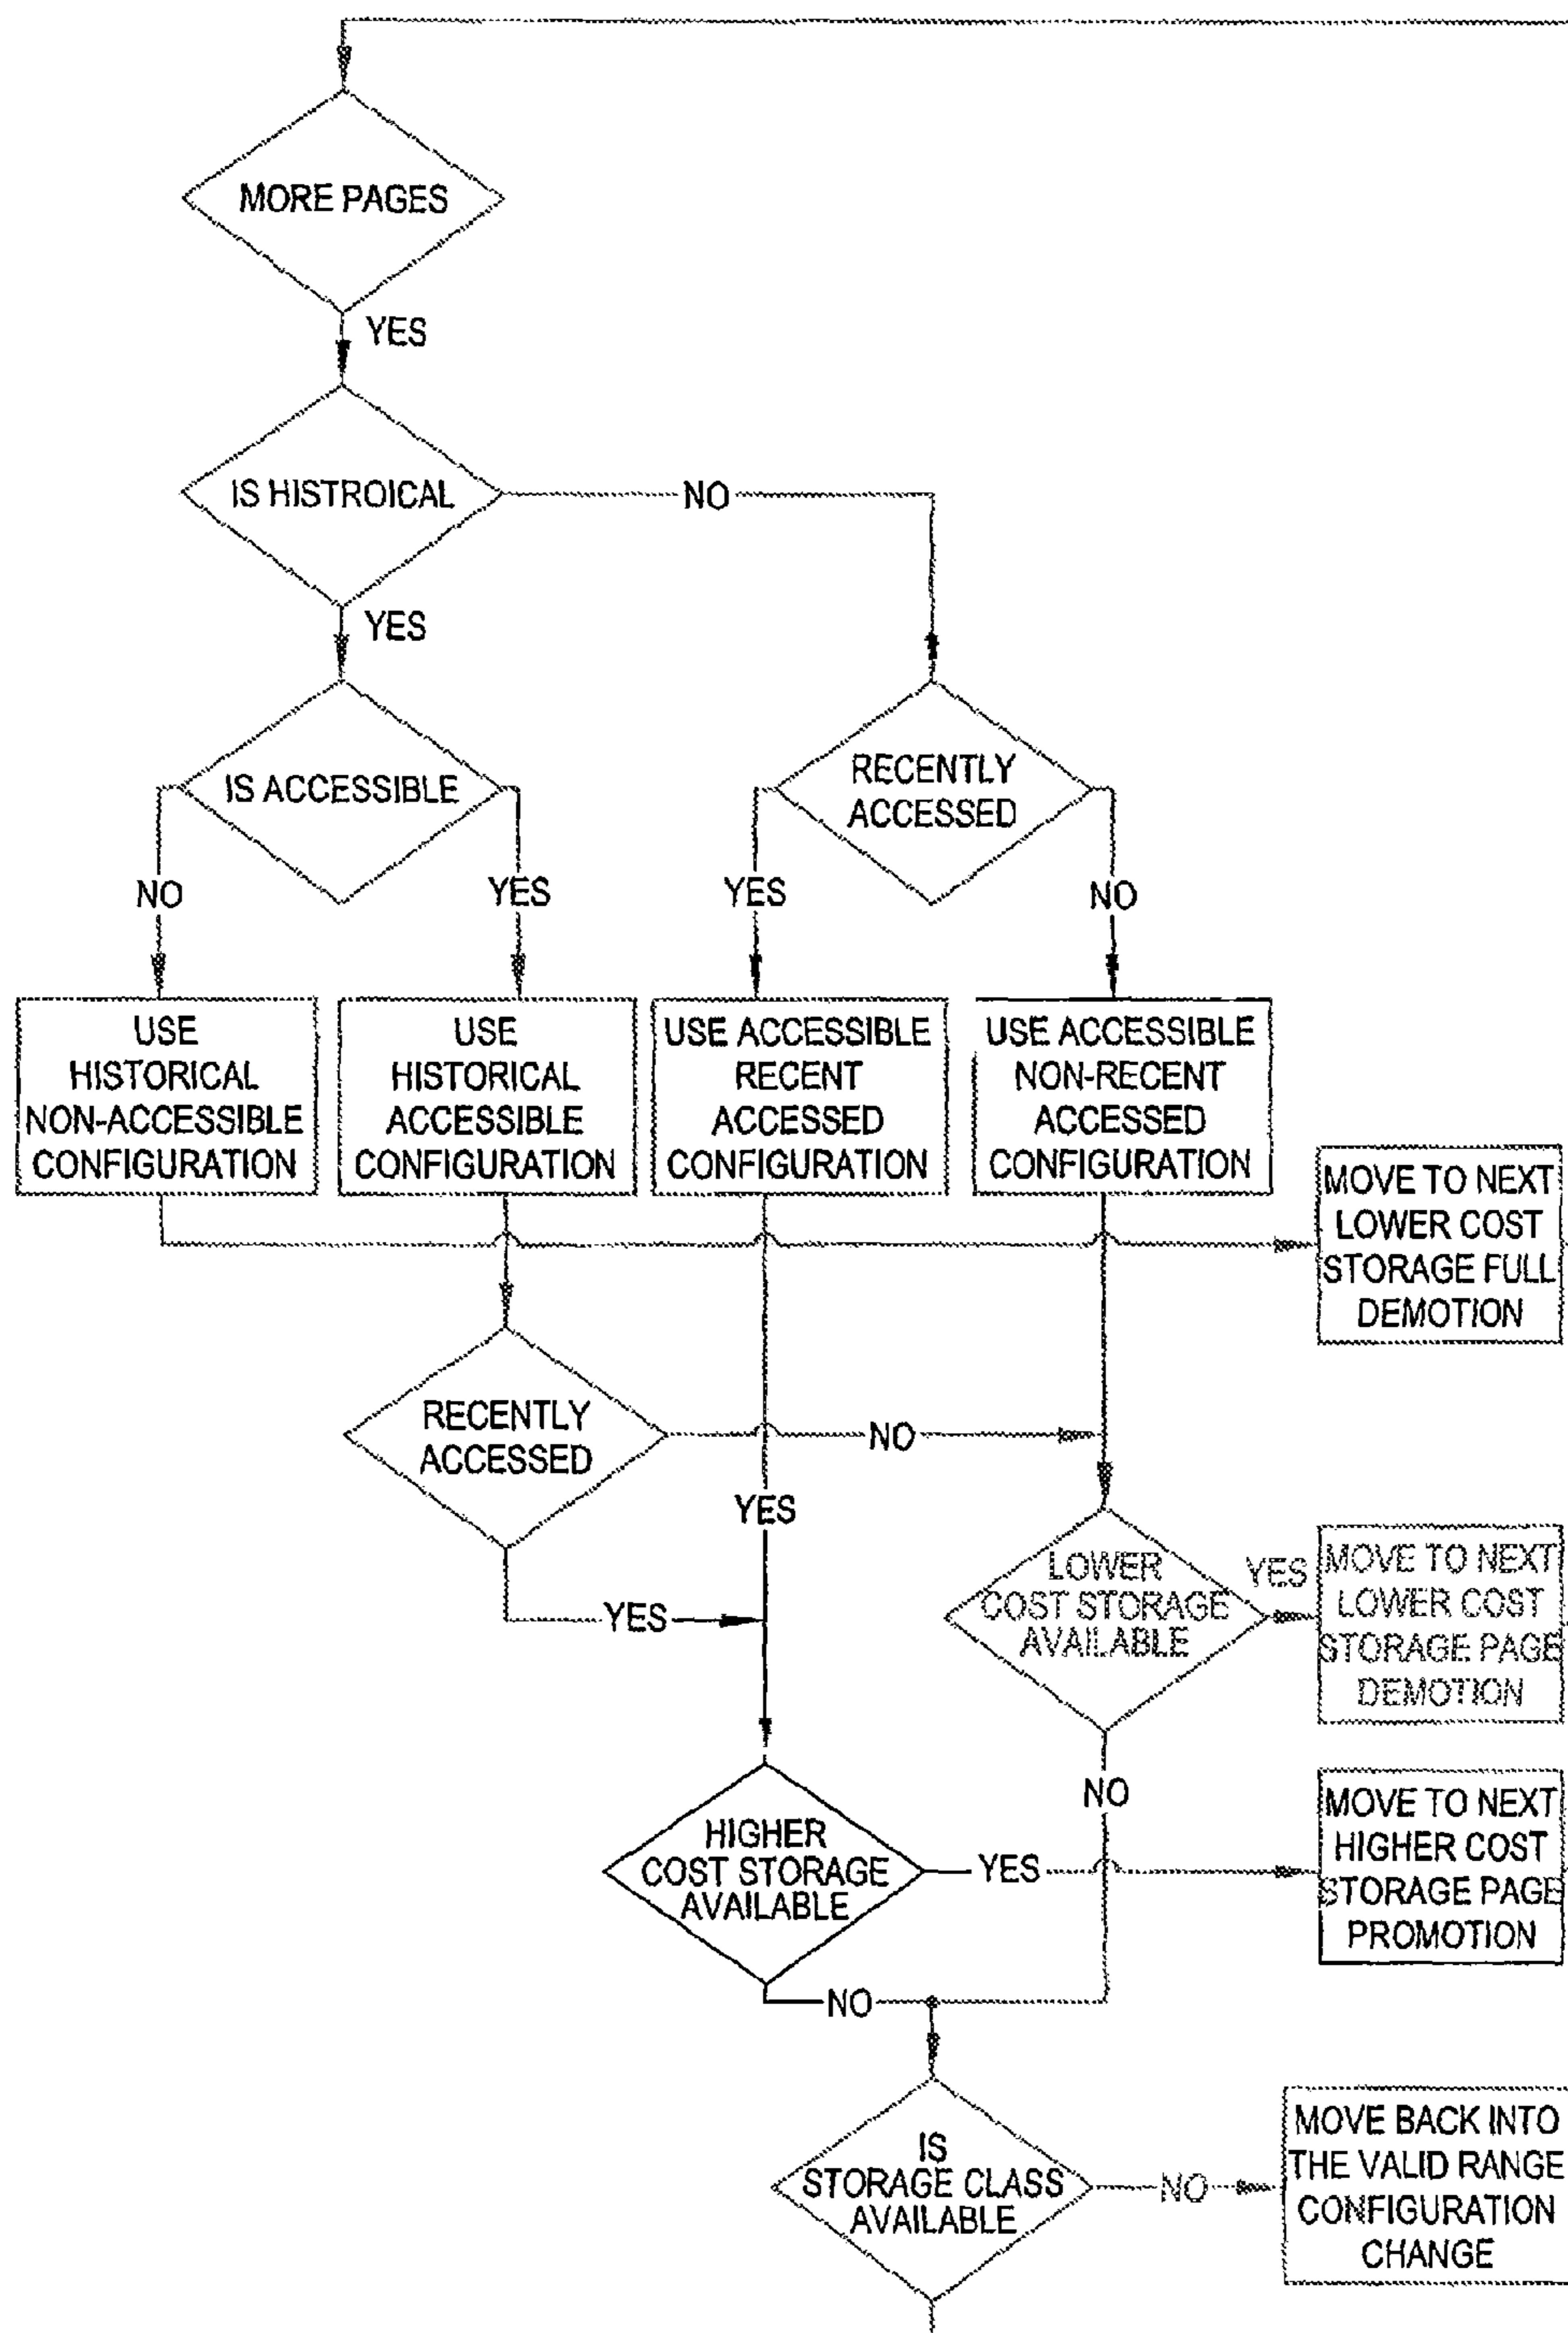 MORE PAGES
YES
IS HISTROICAL
NO
YES
IS ACCESSIBLE
RECENTLY
ACCESSED
NO
YES
YES
NO
USE
HISTORICAL
NON-ACCESSIBLE
CONFIGURATION
USE
HISTORICAL
ACCESSIBLE
CONFIGURATION
USE ACCESSIBLE
RECENT
ACCESSED
CONFIGURATION
USE ACCESSIBLE
NON-RECENT
ACCESSED
CONFIGURATION
MOVE TO NEXT
LOWER COST
STORAGE FULL
DEMOTION
RECENTLY
ACCESSED
NO
YES
YES
LOWER
COST STORAGE
AVAILABLE
YES
MOVE TO NEXT
LOWER COST
STORAGE PAGE
DEMOTION
NO
HIGHER
COST STORAGE
AVAILABLE
YES
MOVE TO NEXT
HIGHER COST
STORAGE PAGE
PROMOTION
NO
IS
STORAGE CLASS
AVAILABLE
NO
MOVE BACK INTO
THE VALID RANGE
CONFIGURATION
CHANGE